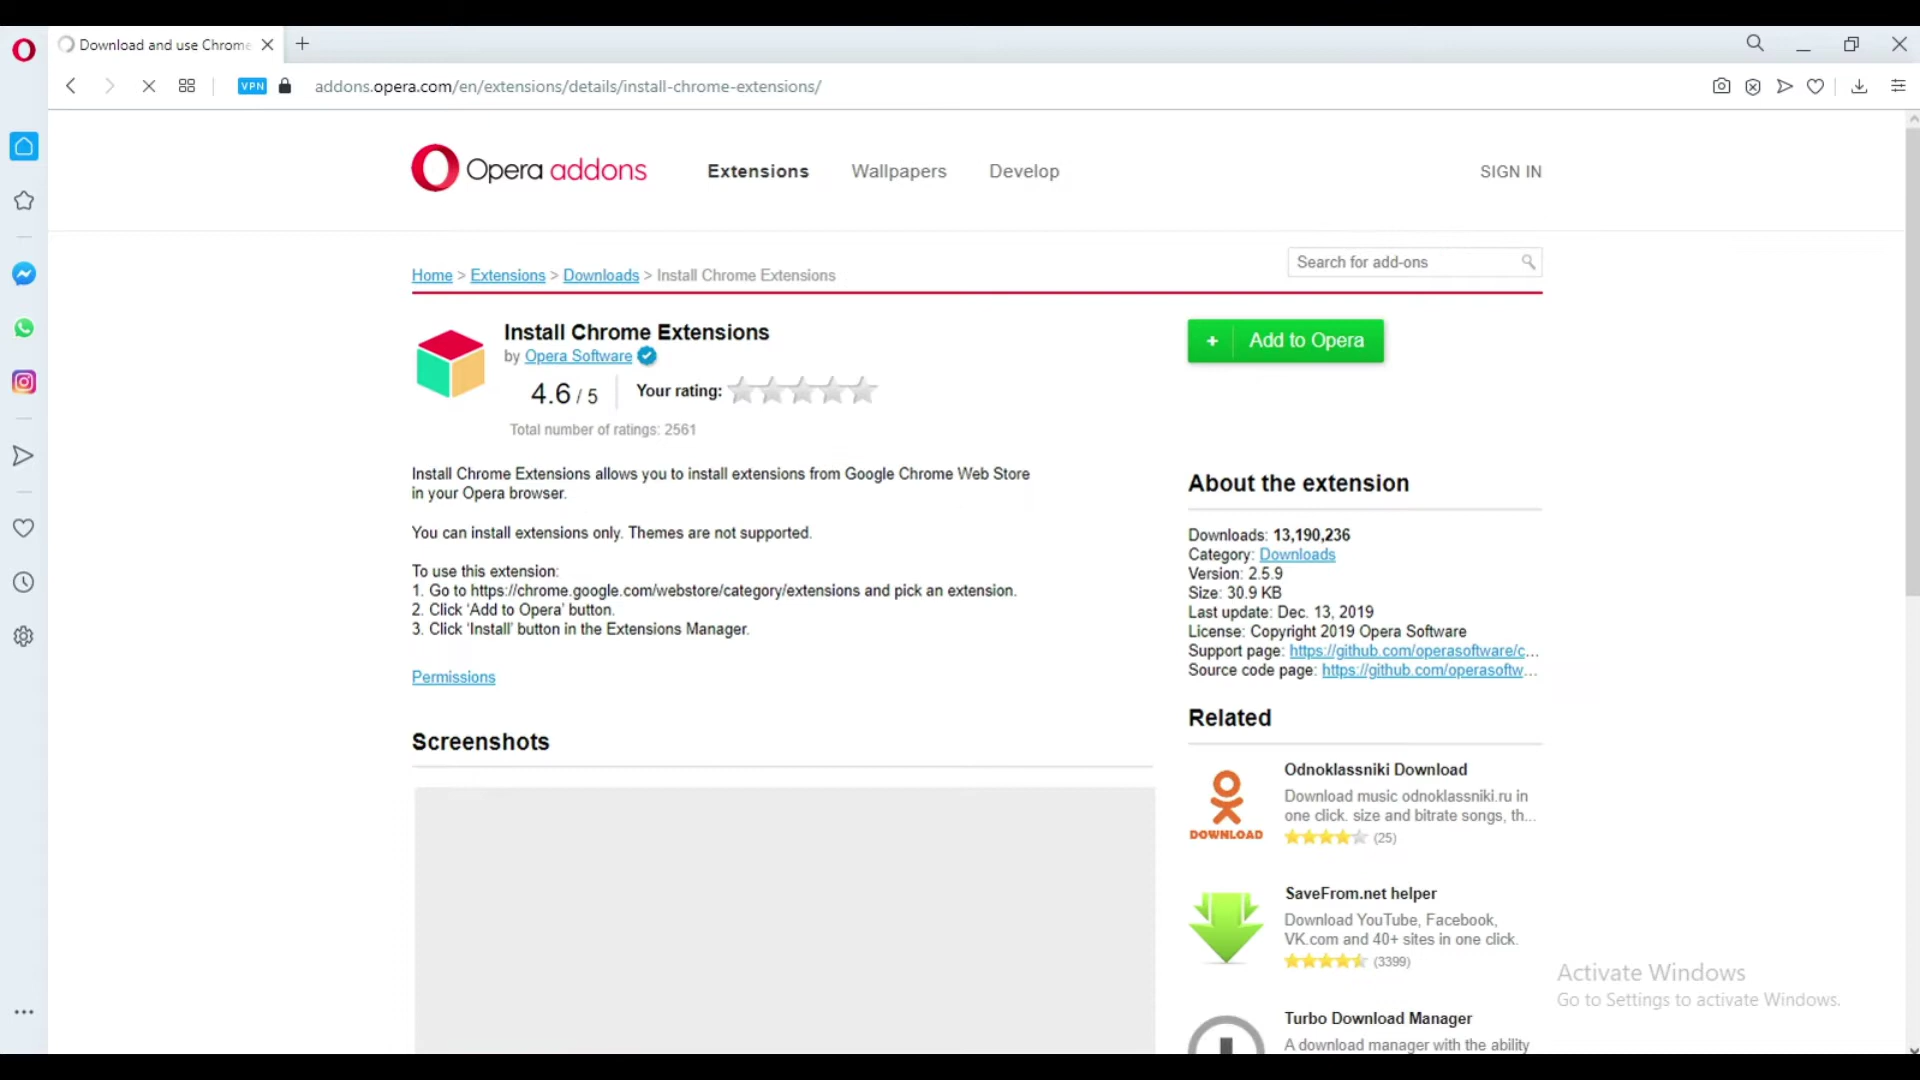 Download and use Chrome
VPN
addons.opera.com/en/extensions/details/install-chrome-extensions/
Opera addons
Extensions
Wallpapers
Develop
SIGN IN
Home > Extensions > Downloads > Install Chrome Extensions
Search for add-ons
Install Chrome Extensions
by Opera Software
4.6 / 5
Your rating:
Total number of ratings: 2561
+ Add to Opera
Install Chrome Extensions allows you to install extensions from Google Chrome Web Store
in your Opera browser.
You can install extensions only. Themes are not supported.
To use this extension:
1. Go to https://chrome.google.com/webstore/category/extensions and pick an extension.
2. Click ‘Add to Opera’ button.
3. Click ‘Install’ button in the Extensions Manager.
Permissions
Screenshots
About the extension
Downloads: 13,190,236
Category: Downloads
Version: 2.5.9
Size: 30.9 KB
Last update: Dec. 13, 2019
License: Copyright 2019 Opera Software
Support page: https://github.com/operasoftware/c...
Source code page: https://github.com/operasoftw...
Related
Odnoklassniki Download
Download music odnoklassniki.ru in
one click. size and bitrate songs, th...
(25)
DOWNLOAD
SaveFrom.net helper
Download YouTube, Facebook,
VK.com and 40+ sites in one click.
(3399)
Turbo Download Manager
A download manager with the ability
Activate Windows
Go to Settings to activate Windows.